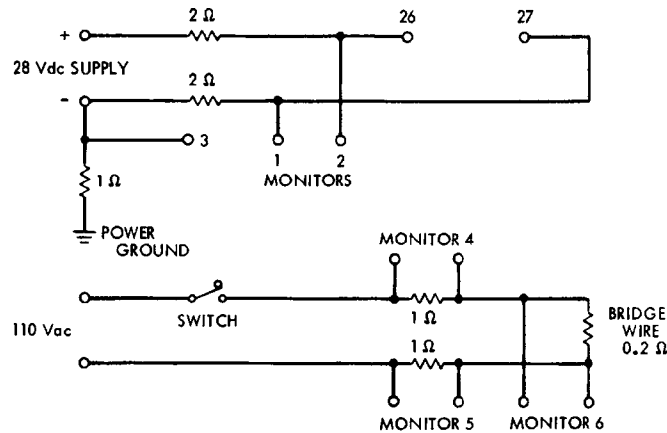 2 Ω
26
27
+
28 Vdc SUPPLY
2 Ω
-
3
1
2
MONITORS
1 Ω
POWER
GROUND
MONITOR 4
SWITCH
1 Ω
110 Vac
1 Ω
BRIDGE
WIRE
0.2 Ω
MONITOR 5
MONITOR 6